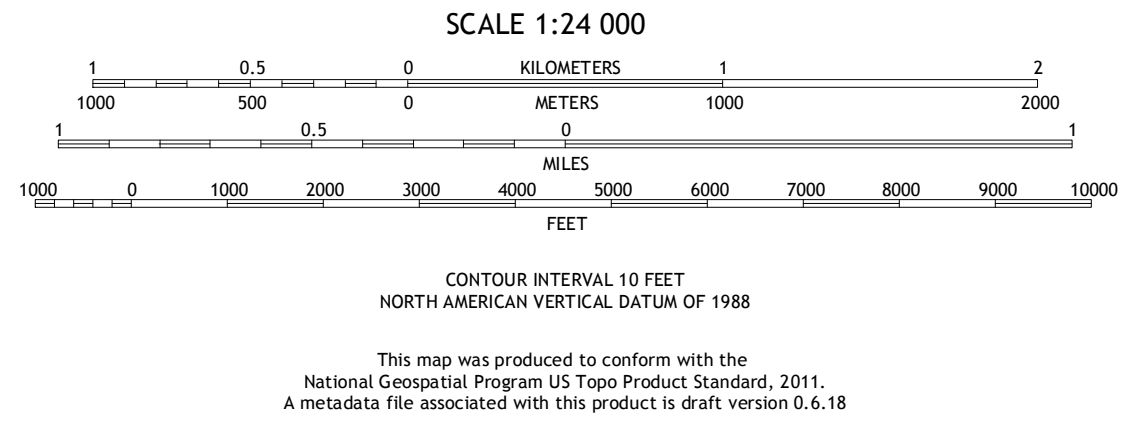 SCALE 1:24 000
1 0.5 0 KILOMETERS 1 2
1000 500 0 METERS 1000 2000
1 0.5 0 1
MILES
1000 0 1000 2000 3000 4000 5000 6000 7000 8000 9000 10000
FEET
CONTOUR INTERVAL 10 FEET
NORTH AMERICAN VERTICAL DATUM OF 1988
This map was produced to conform with the
National Geospatial Program US Topo Product Standard, 2011.
A metadata file associated with this product is draft version 0.6.18